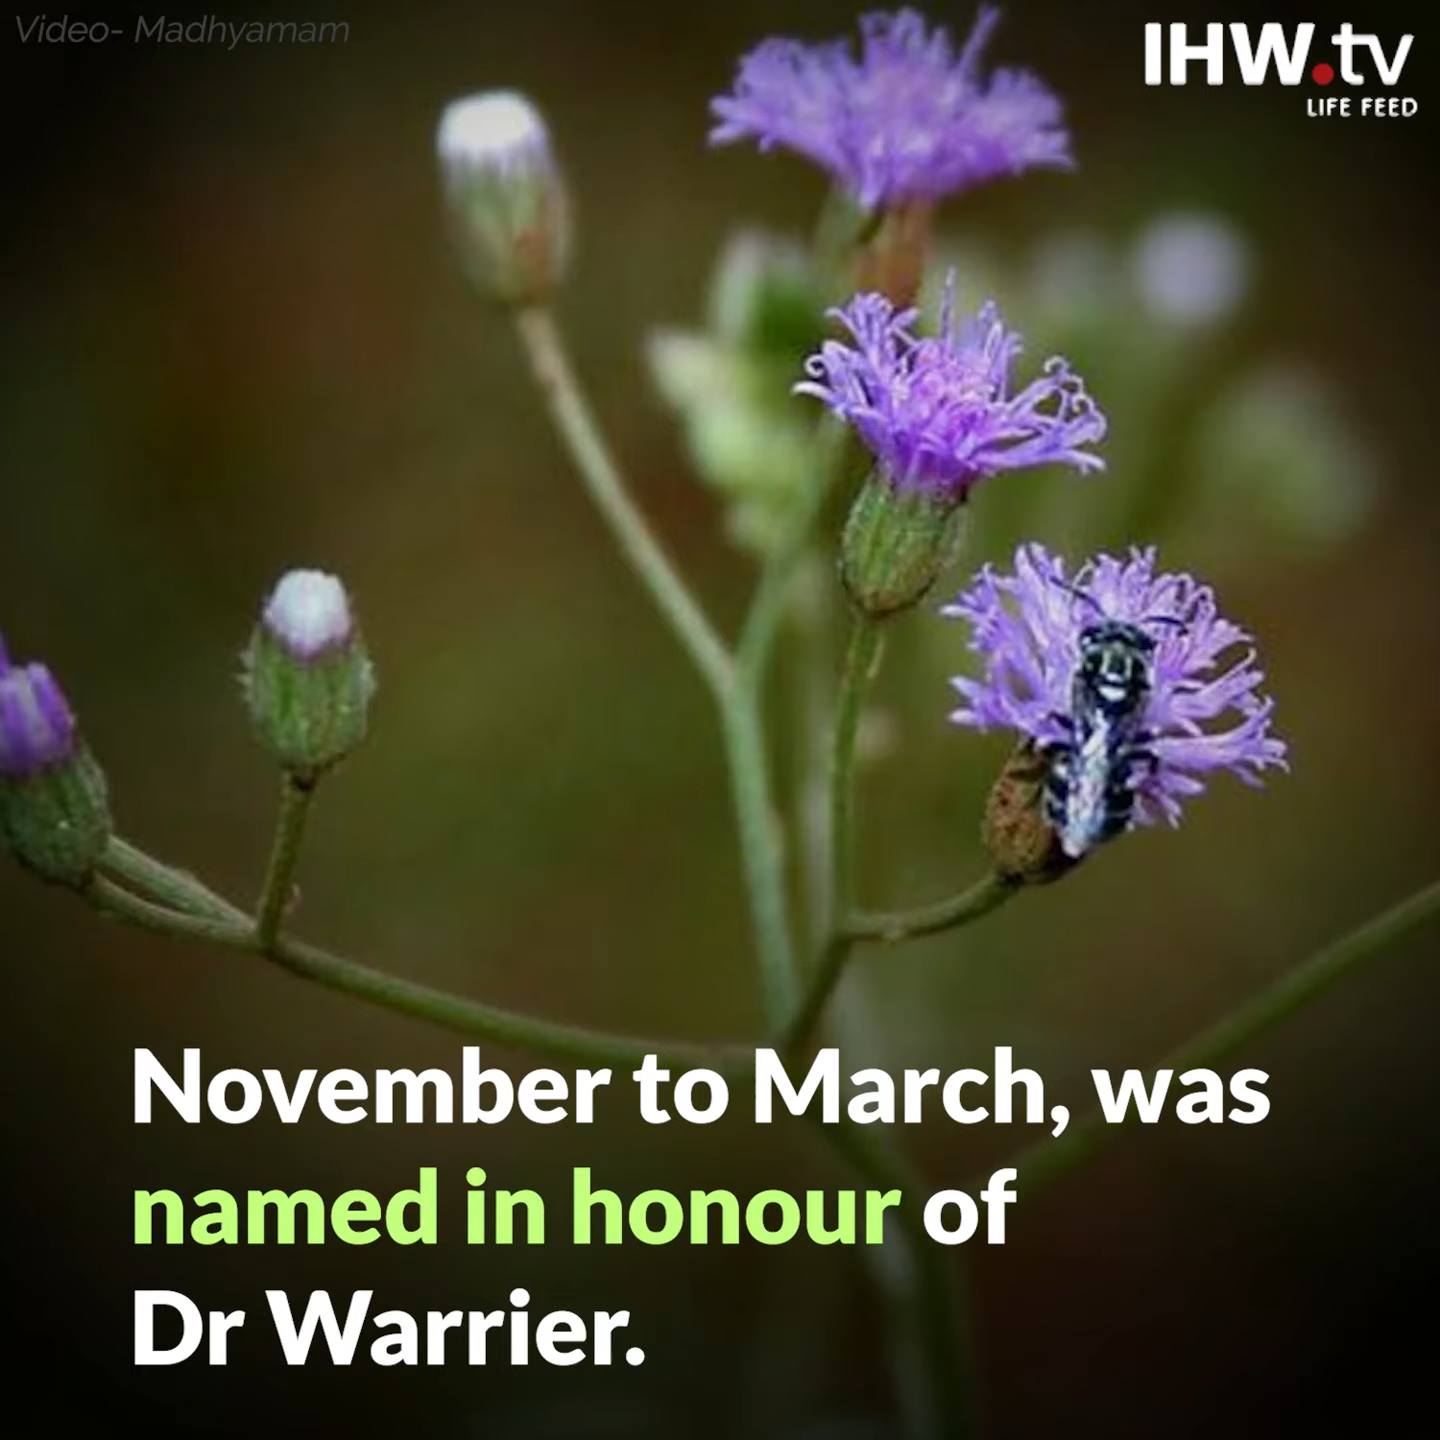 Video- Madhyamam
IHW.tv
LIFE FEED
November to March, was
named in honour of
Dr Warrier.